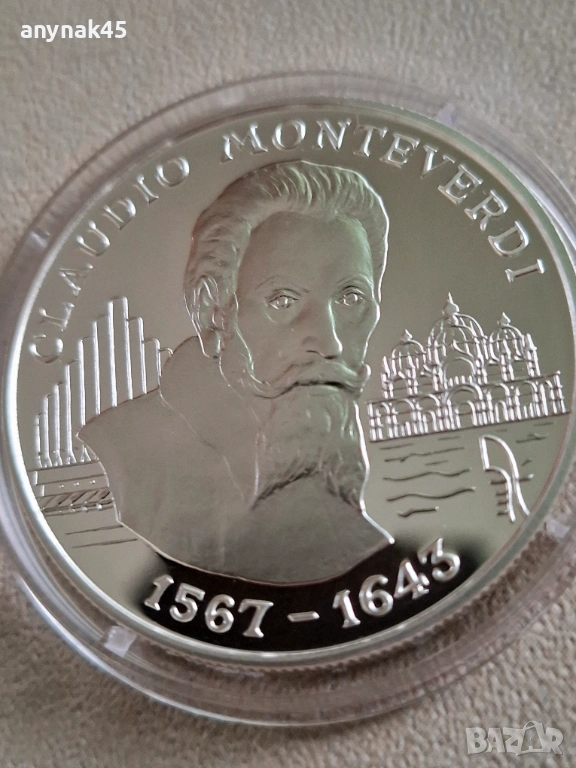 anynak45
CLAUDIO MONTEVERDI
1567 - 1643
BAZAR